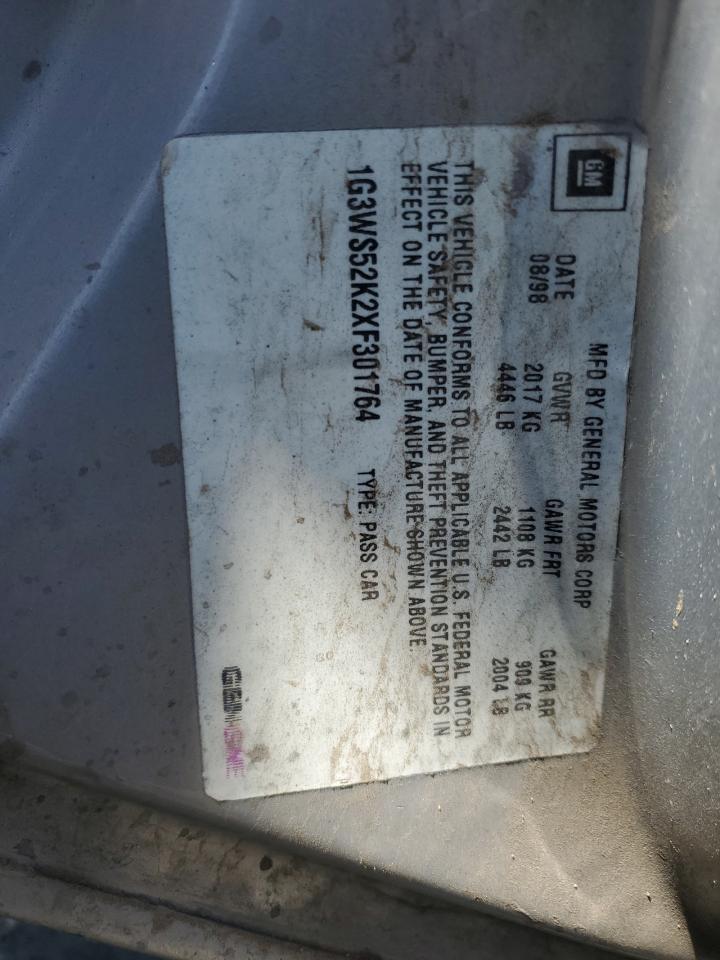 GM
MFD BY GENERAL MOTORS CORP
DATE GVWR GAWR FRT GAWR RR
08/98 2017 KG 1108 KG 909 KG
4446 LB 2442 LB 2004 LB
THIS VEHICLE CONFORMS TO ALL APPLICABLE U.S. FEDERAL MOTOR
VEHICLE SAFETY, BUMPER, AND THEFT PREVENTION STANDARDS IN
EFFECT ON THE DATE OF MANUFACTURE SHOWN ABOVE.
1G3WS52K2XF301764 TYPE: PASS CAR